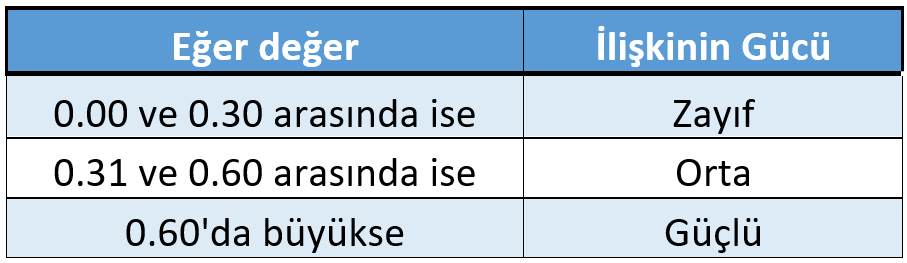 Eğer değer İlişkinin Gücü
0.00 ve 0.30 arasında ise Zayıf
0.31 ve 0.60 arasında ise Orta
0.60'da büyükse Güçlü